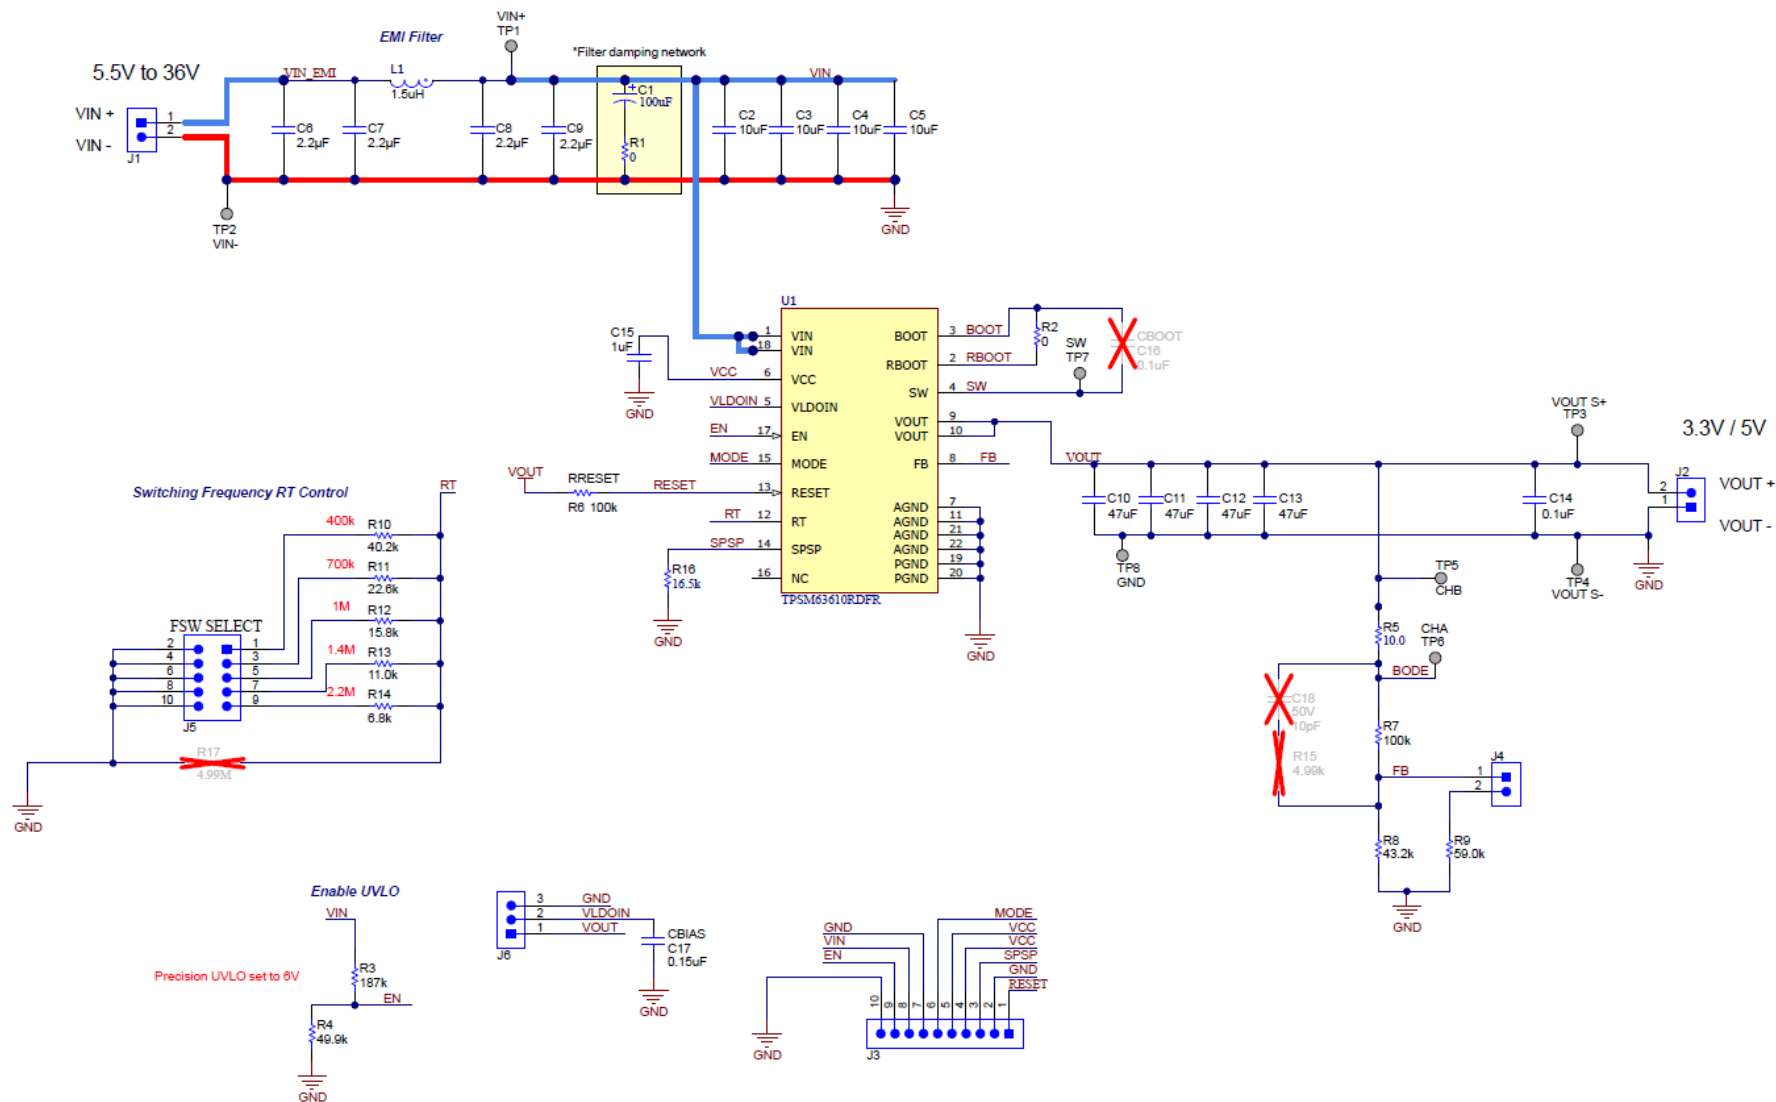 EMI Filter
VIN+
TP1
*Filter damping network
5.5V to 36V
VIN_EMI
L1
1.5uH
VIN
VIN +
VIN -
1
2
J1
C6
2.2µF
C7
2.2µF
C8
2.2µF
C9
2.2µF
+
C1
100uF
R1
0
C2
10uF
C3
10uF
C4
10uF
C5
10uF
TP2
VIN-
GND
U1
C15
1uF
GND
1 VIN
18 VIN
VCC 6 VCC
VLDOIN 5 VLDOIN
EN 17 EN
MODE 15 MODE
RESET 13 RESET
RT 12 RT
SPSP 14 SPSP
16 NC
BOOT 3 BOOT
RBOOT 2 RBOOT
SW 4 SW
VOUT 9
VOUT 10
FB 8 FB
AGND 7
AGND 11
AGND 21
AGND 22
PGND 19
PGND 20
TPSM63610RDFR
GND
R2
0
SW
TP7
CBOOT
C16
0.1uF
VOUT
RRESET
R6 100k
R16
16.5k
GND
VOUT
C10
47uF
C11
47uF
C12
47uF
C13
47uF
TP8
GND
VOUT S+
TP3
C14
0.1uF
TP4
VOUT S-
3.3V / 5V
J2
2
1
VOUT +
VOUT -
GND
TP5
CHB
R5
10.0
CHA
TP6
BODE
C18
50V
10pF
R15
4.99k
R7
100k
FB
1
2
J4
R8
43.2k
R9
59.0k
GND
Switching Frequency RT Control
RT
400k
R10
40.2k
700k
R11
22.6k
1M
R12
15.8k
1.4M
R13
11.0k
2.2M
R14
6.8k
FSW SELECT
2 1
4 3
6 5
8 7
10 9
J5
R17
4.99M
GND
Enable UVLO
VIN
Precision UVLO set to 6V
R3
187k
EN
R4
49.9k
GND
3 GND
2 VLDOIN
1 VOUT
J6
CBIAS
C17
0.15uF
GND
GND
VIN
EN
MODE
VCC
VCC
SPSP
GND
RESET
10 9 8 7 6 5 4 3 2 1
GND
J3